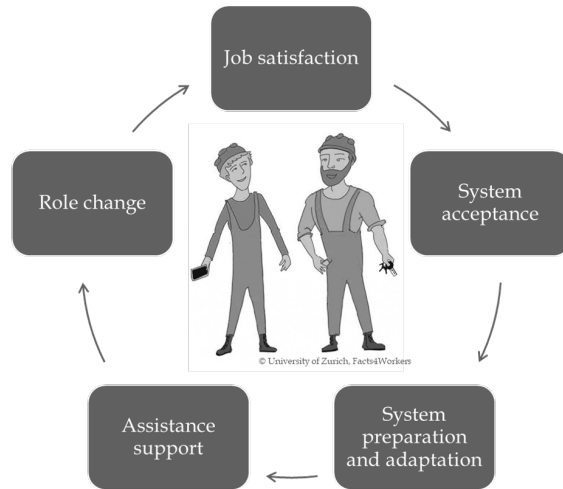 Job satisfaction
System
acceptance
System
preparation
and adaptation
Assistance
support
Role change
© University of Zurich, Facts4Workers